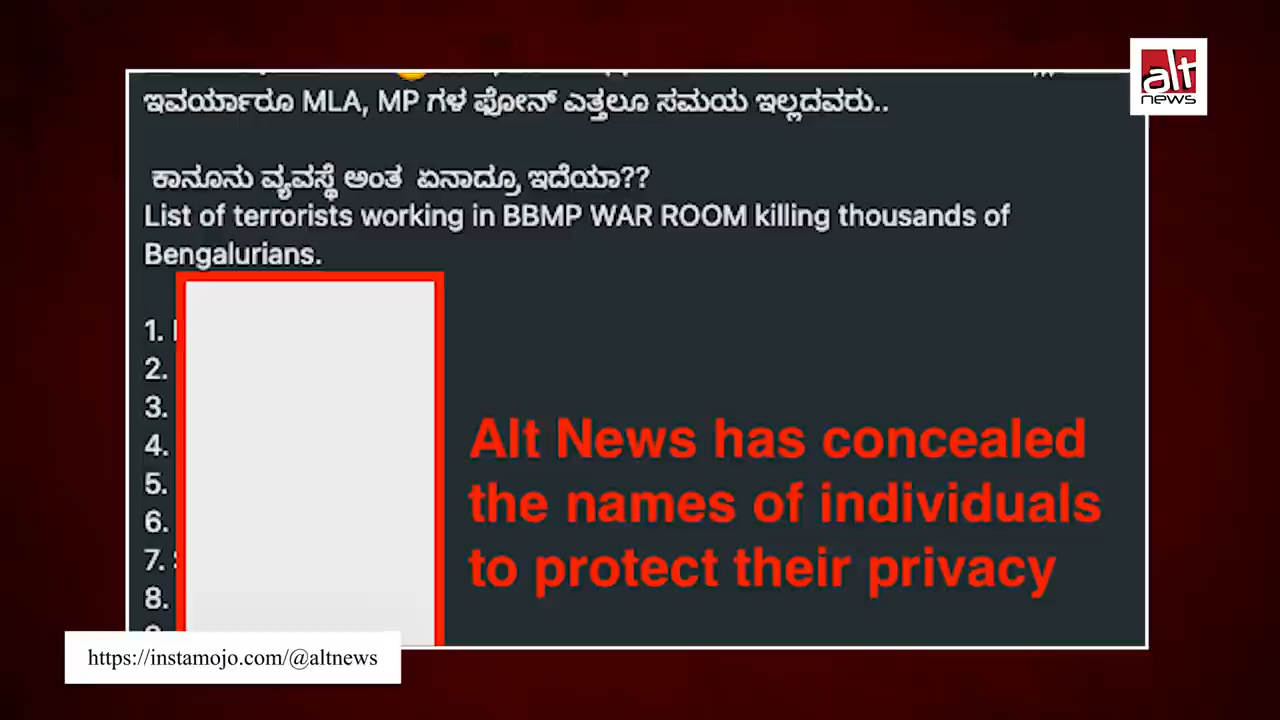 alt
news
ಇವರ್ಯಾರೂ MLA, MP ಗಳ ಫೋನ್ ಎತ್ತಲೂ ಸಮಯ ಇಲ್ಲದವರು..
ಕಾನೂನು ವ್ಯವಸ್ಥೆ ಅಂತ ಏನಾದ್ರೂ ಇದೆಯಾ??
List of terrorists working in BBMP WAR ROOM killing thousands of
Bengalurians.
1.
2.
3.
4.
5.
6.
7.
8.
Alt News has concealed
the names of individuals
to protect their privacy
https://instamojo.com/@altnews